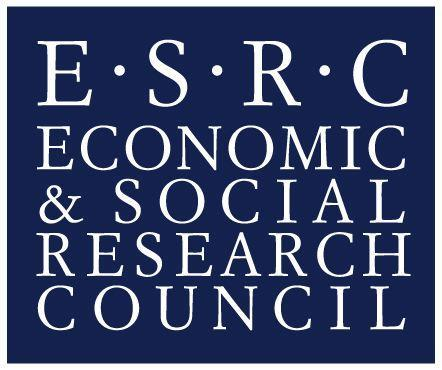 E·S·R·C
ECONOMIC
& SOCIAL
RESEARCH
COUNCIL